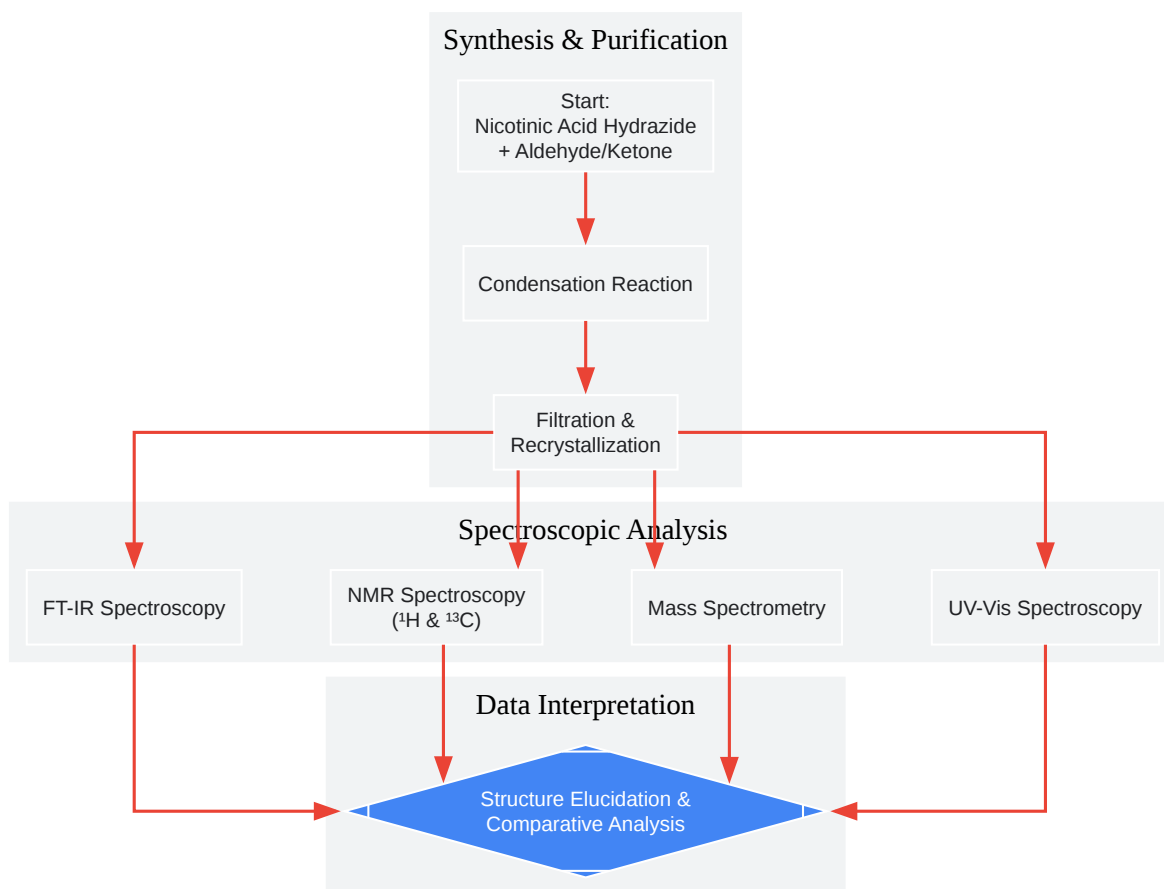 Synthesis & Purification
Start:
Nicotinic Acid Hydrazide
+ Aldehyde/Ketone
Condensation Reaction
Filtration &
Recrystallization
Spectroscopic Analysis
FT-IR Spectroscopy
NMR Spectroscopy
(¹H & ¹³C)
Mass Spectrometry
UV-Vis Spectroscopy
Data Interpretation
Structure Elucidation &
Comparative Analysis